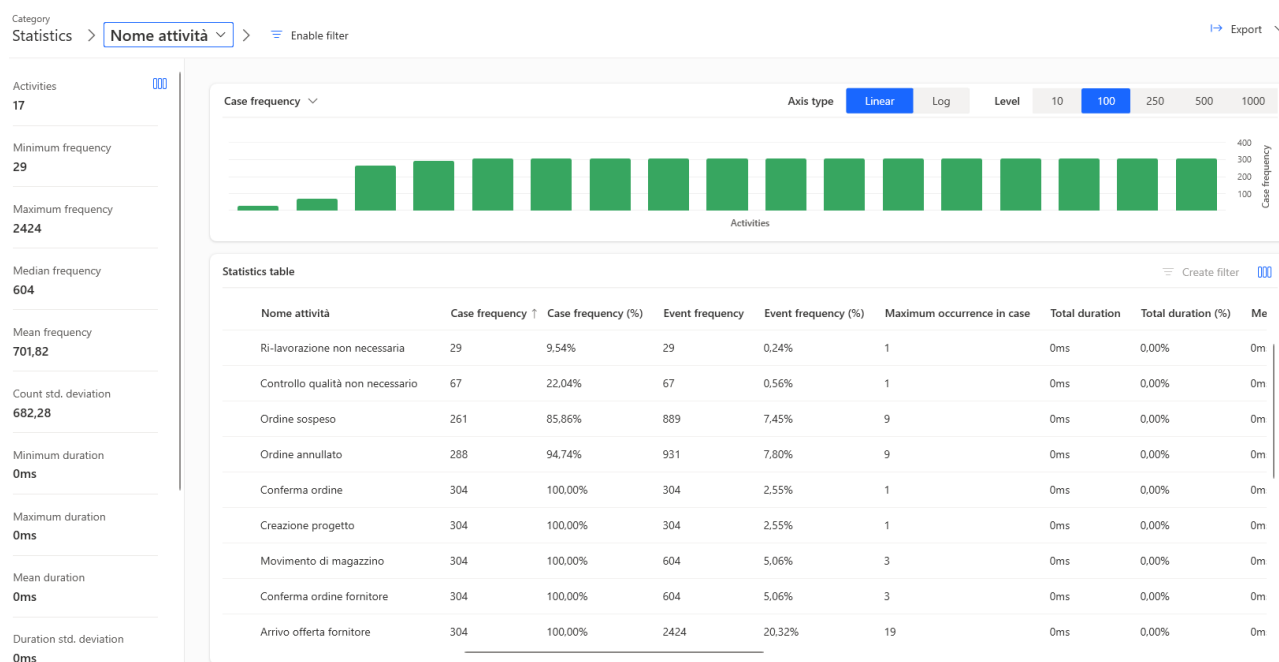 Category
Statistics > Nome attività > Enable filter
Export
Activities
17
Minimum frequency
29
Maximum frequency
2424
Median frequency
604
Mean frequency
701,82
Count std. deviation
682,28
Minimum duration
0ms
Maximum duration
0ms
Mean duration
0ms
Duration std. deviation
0ms
Case frequency Axis type Linear Log Level 10 100 250 500 1000
400
300
200
100
Case frequency
Activities
Statistics table Create filter
Nome attività Case frequency ↑ Case frequency (%) Event frequency Event frequency (%) Maximum occurrence in case Total duration Total duration (%) Me
Ri-lavorazione non necessaria 29 9,54% 29 0,24% 1 0ms 0,00% 0m
Controllo qualità non necessario 67 22,04% 67 0,56% 1 0ms 0,00% 0m
Ordine sospeso 261 85,86% 889 7,45% 9 0ms 0,00% 0m
Ordine annullato 288 94,74% 931 7,80% 9 0ms 0,00% 0m
Conferma ordine 304 100,00% 304 2,55% 1 0ms 0,00% 0m
Creazione progetto 304 100,00% 304 2,55% 1 0ms 0,00% 0m
Movimento di magazzino 304 100,00% 604 5,06% 3 0ms 0,00% 0m
Conferma ordine fornitore 304 100,00% 604 5,06% 3 0ms 0,00% 0m
Arrivo offerta fornitore 304 100,00% 2424 20,32% 19 0ms 0,00% 0m